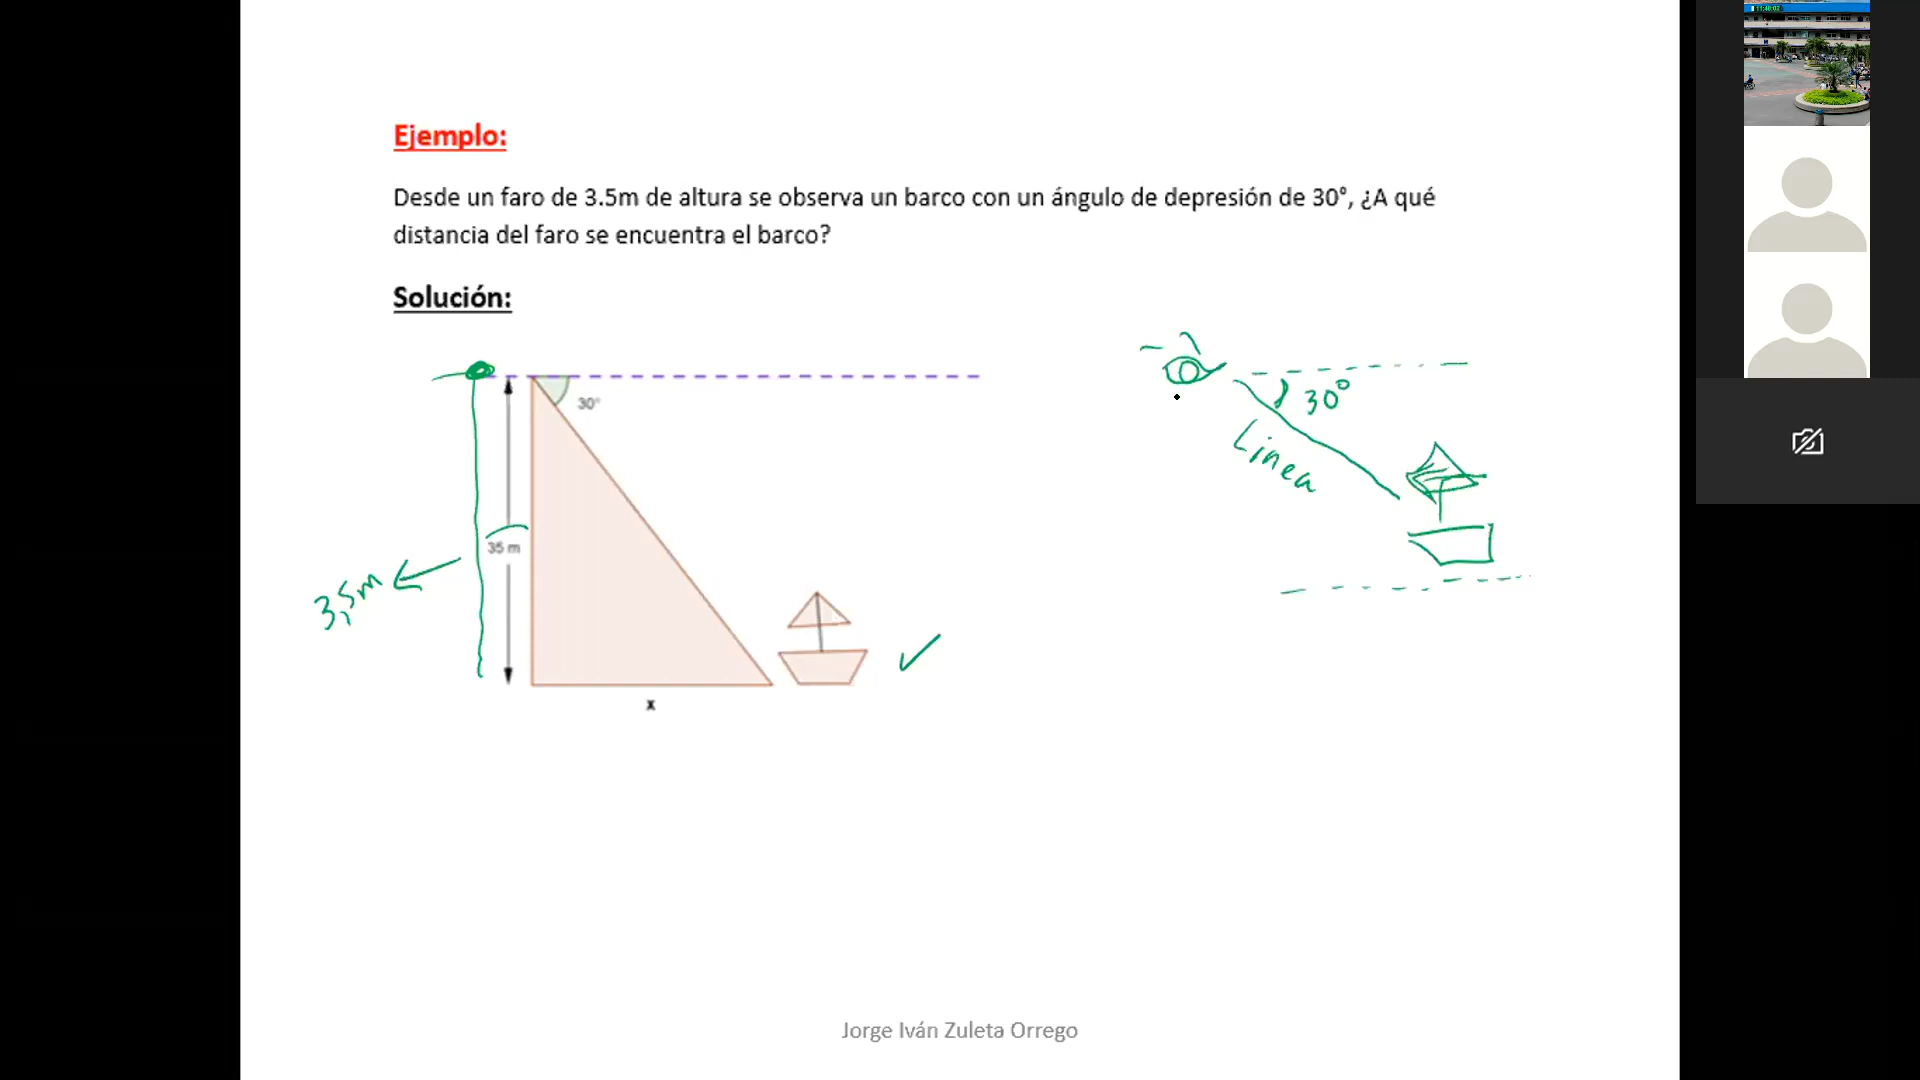 Ejemplo:
Desde un faro de 3.5m de altura se observa un barco con un ángulo de depresión de 30°, ¿A qué
distancia del faro se encuentra el barco?
Solución:
30°
30°
Linea
35 m
3,5m
x
Jorge Iván Zuleta Orrego